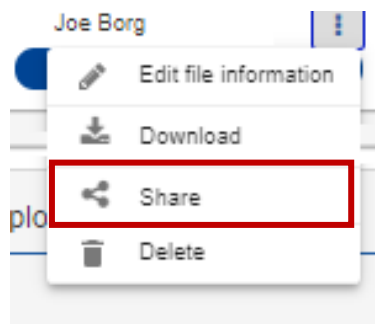 Joe Borg
Edit file information
Download
Share
plo
Delete